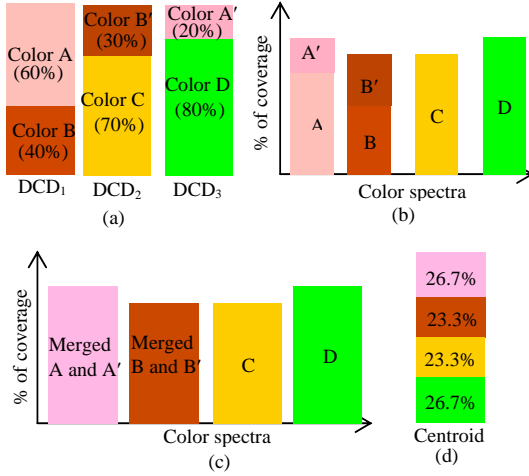 Color A
(60%)
Color B
(40%)
DCD₁
Color B′
(30%)
Color C
(70%)
DCD₂
Color A′
(20%)
Color D
(80%)
DCD₃
(a)
% of coverage
A′
A
B′
B
C
D
Color spectra
(b)
% of coverage
Merged
A and A′
Merged
B and B′
C
D
Color spectra
(c)
26.7%
23.3%
23.3%
26.7%
Centroid
(d)